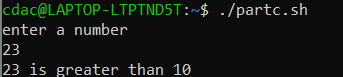 cdac@LAPTOP-LTPTND5T:~$ ./partc.sh
enter a number
23
23 is greater than 10